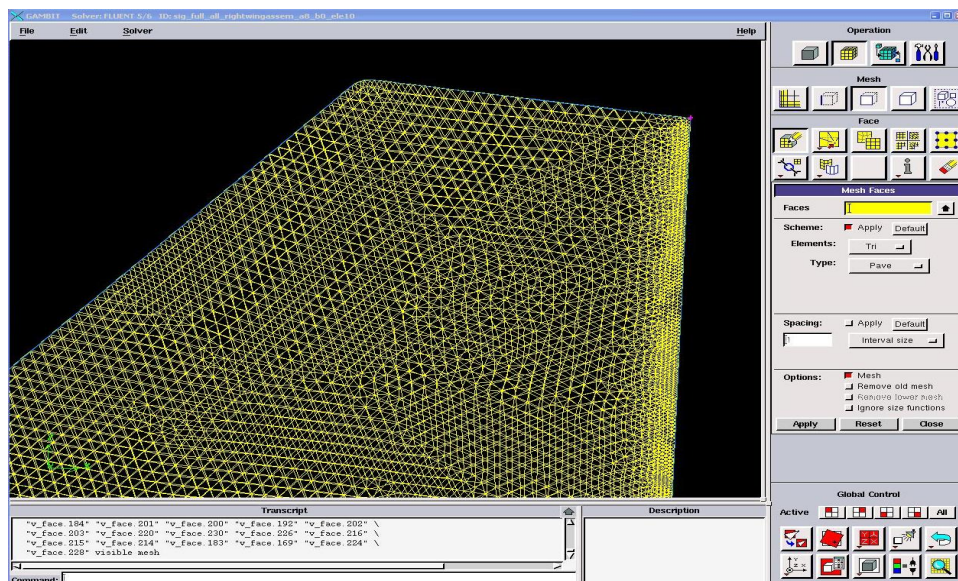 GAMBIT Solver: FLUENT 5/6 ID: sig_full_all_rightwingassem_a0_b0_ele10
File Edit Solver Help
Operation
Mesh
Face
Mesh Faces
Faces
Scheme: Apply Default
Elements: Tri
Type: Pave
Spacing: Apply Default
1 Interval size
Options: Mesh
Remove old mesh
Remove lower mesh
Ignore size functions
Apply Reset Close
Transcript
Description
"v_face.184" "v_face.201" "v_face.200" "v_face.192" "v_face.202" \
"v_face.203" "v_face.220" "v_face.230" "v_face.226" "v_face.216" \
"v_face.215" "v_face.214" "v_face.183" "v_face.169" "v_face.224" \
"v_face.228" visible mesh
Command:
Global Control
Active All